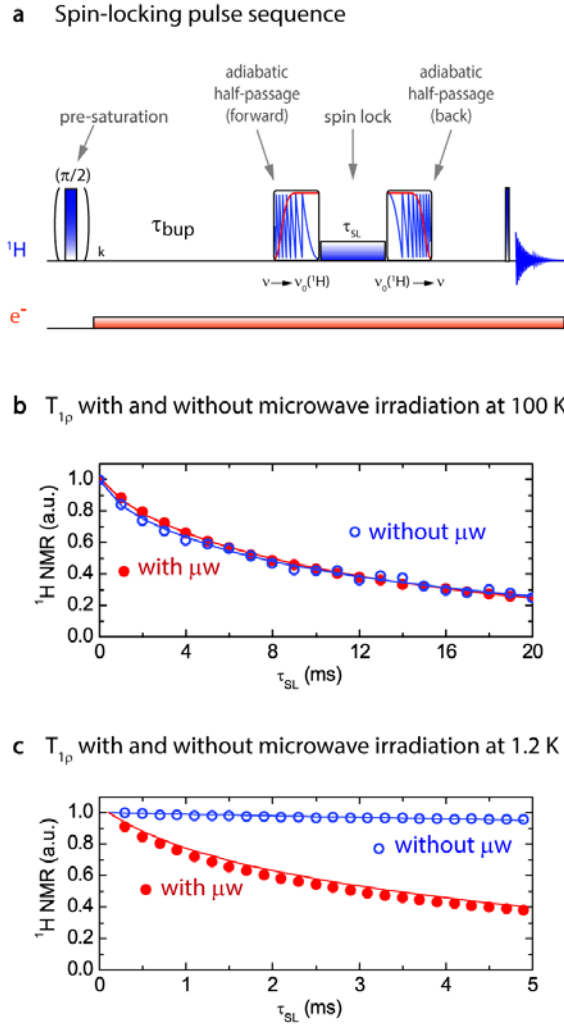 a Spin-locking pulse sequence
adiabatic
half-passage
(forward)
adiabatic
half-passage
(back)
pre-saturation
spin lock
(π/2)
k
τbup
τSL
¹H
ν → ν₀(¹H)
ν₀(¹H) → ν
e⁻
b T₁ρ with and without microwave irradiation at 100 K
¹H NMR (a.u.)
1.0
0.8
0.6
0.4
0.2
0.0
without μw
with μw
0 4 8 12 16 20
τSL (ms)
c T₁ρ with and without microwave irradiation at 1.2 K
¹H NMR (a.u.)
1.0
0.8
0.6
0.4
0.2
0.0
without μw
with μw
0 1 2 3 4 5
τSL (ms)